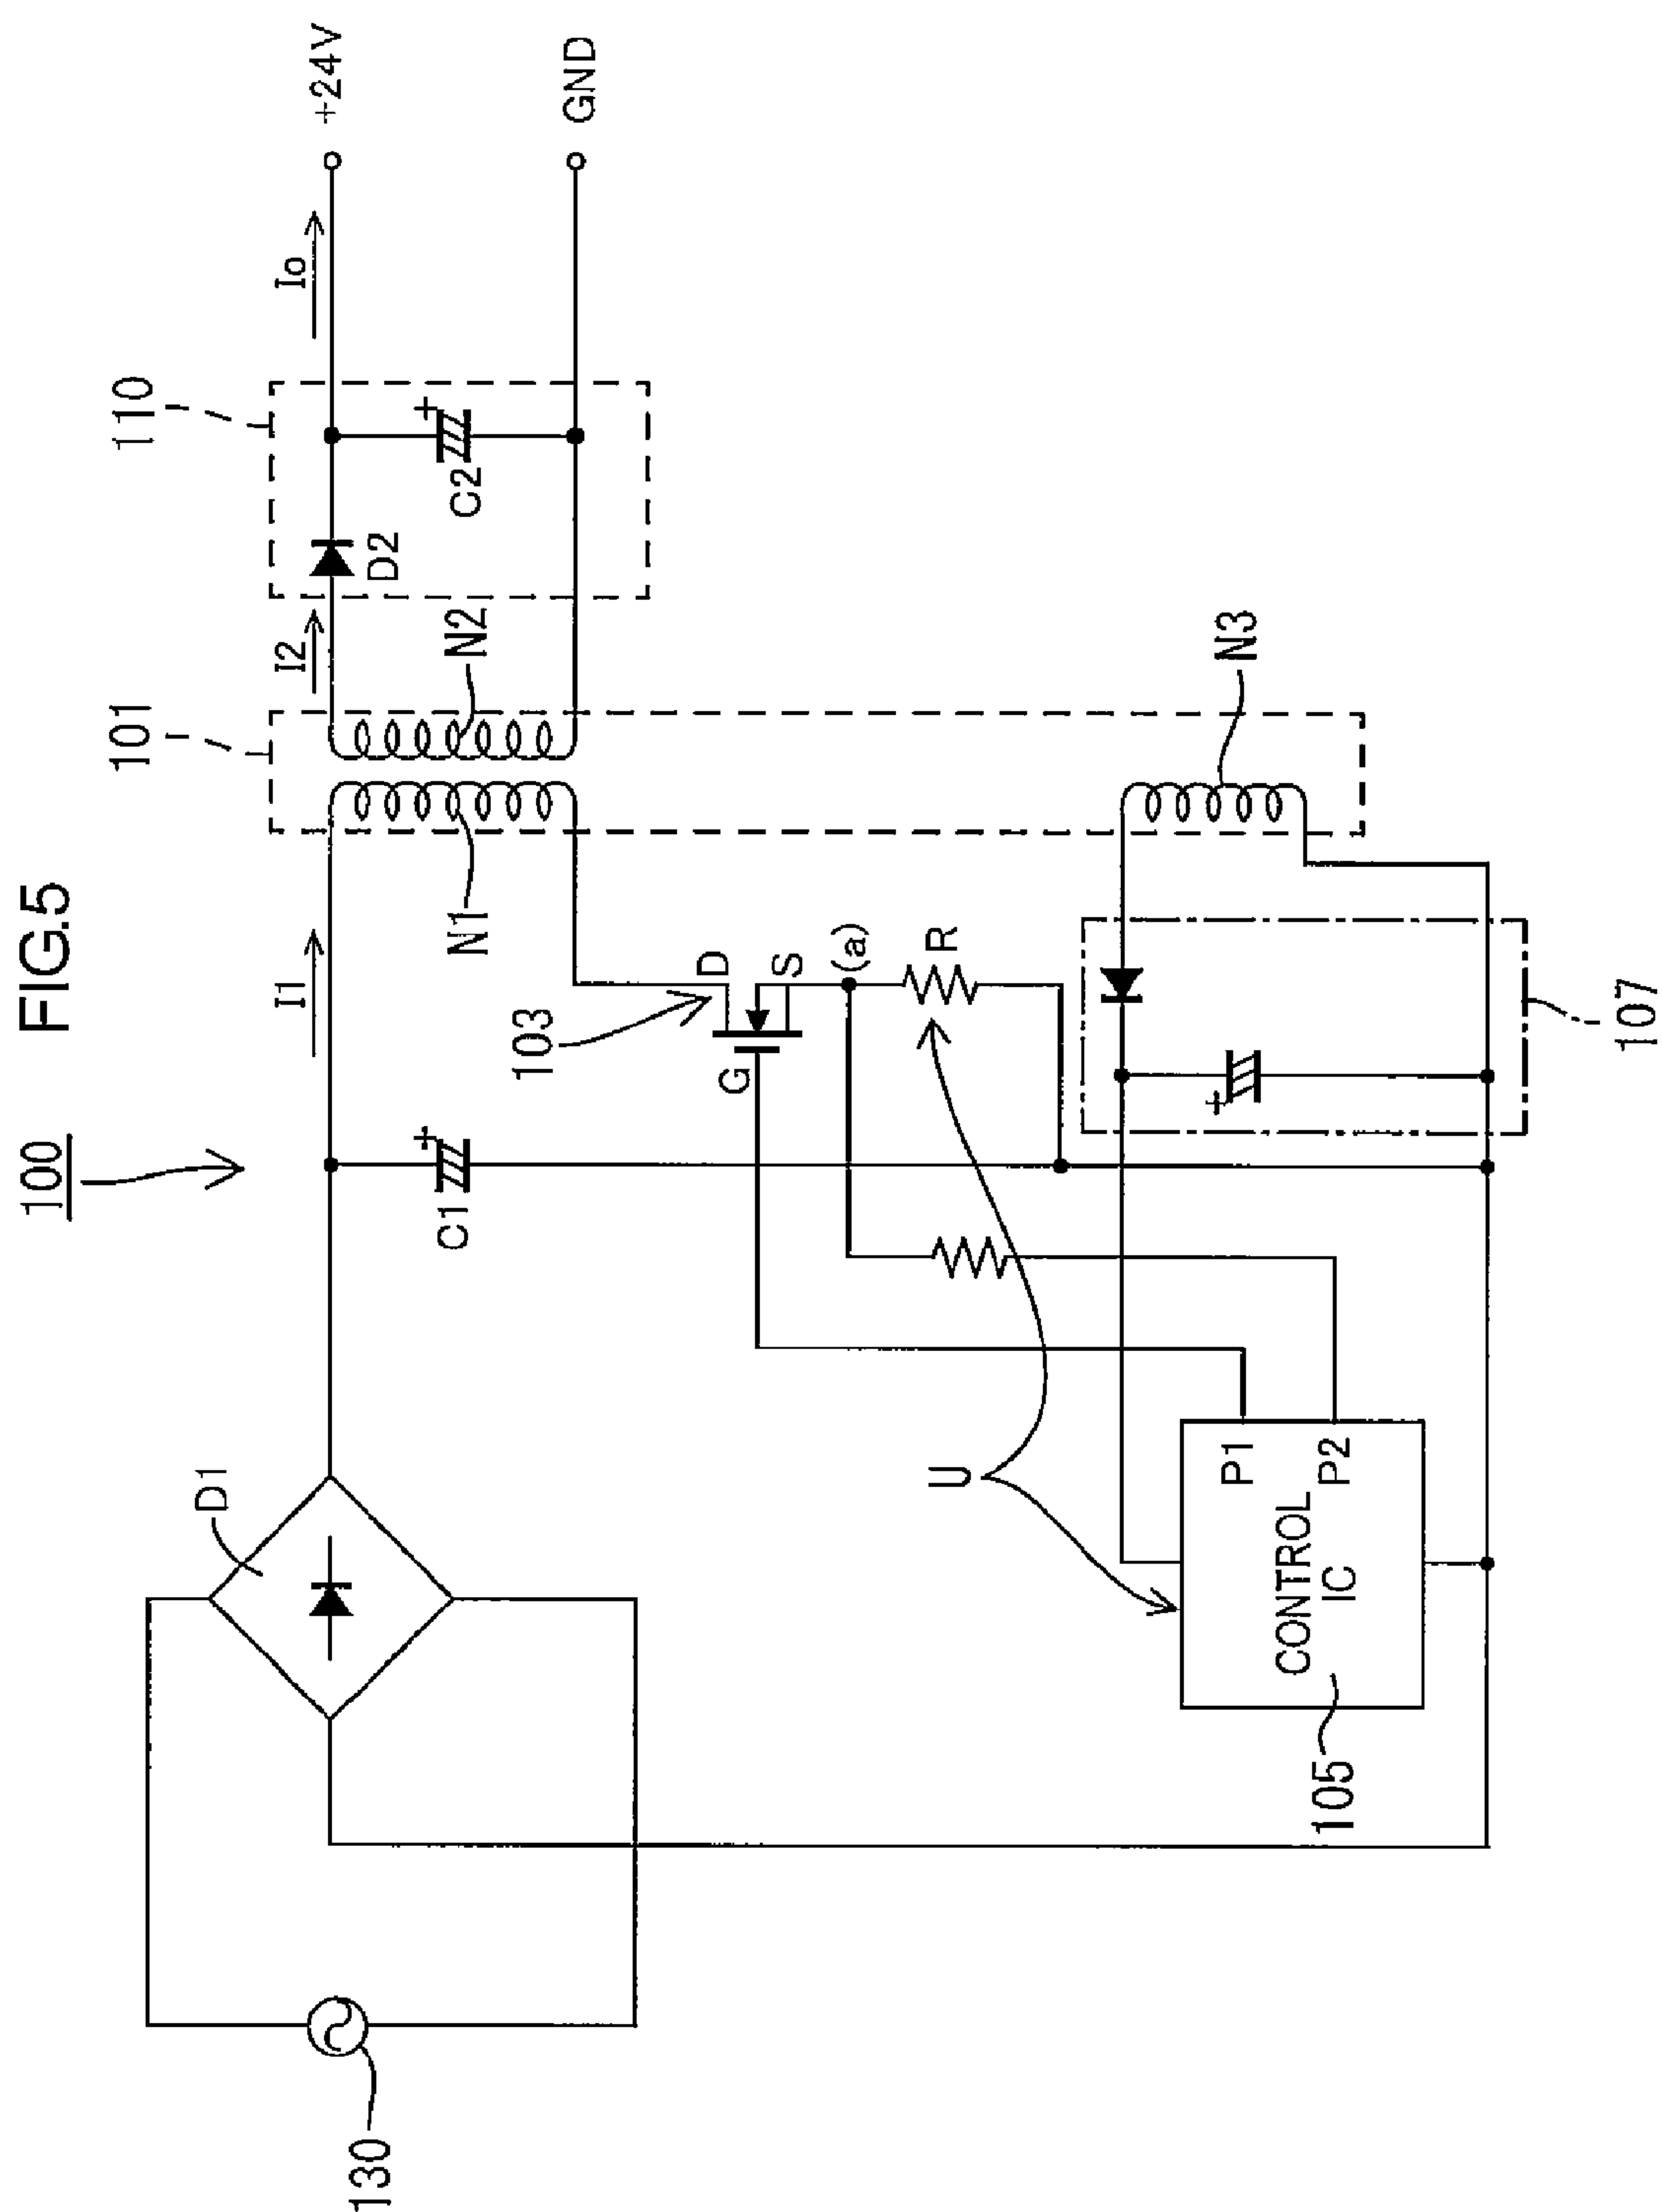 FIG.5
100
101
110
I1
I2
Io
+24V
D1
D2
C1
C2
+
+
N1
N2
GND
130
103
D
G
S
(a)
R
U
N3
+
P1
P2
CONTROL
IC
105
107